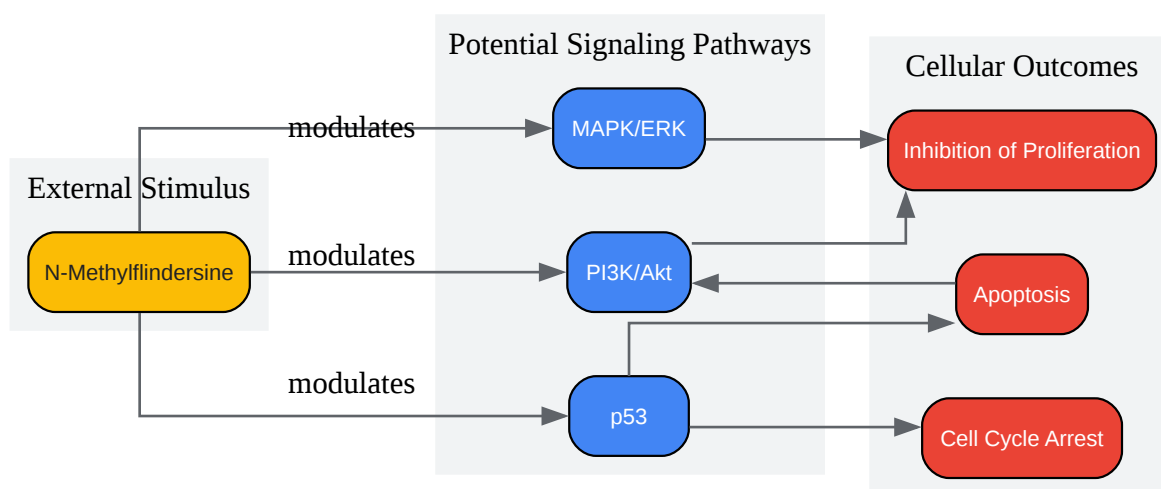 Potential Signaling Pathways
Cellular Outcomes
External Stimulus
modulates
MAPK/ERK
Inhibition of Proliferation
N-Methylflindersine
modulates
PI3K/Akt
Apoptosis
modulates
p53
Cell Cycle Arrest